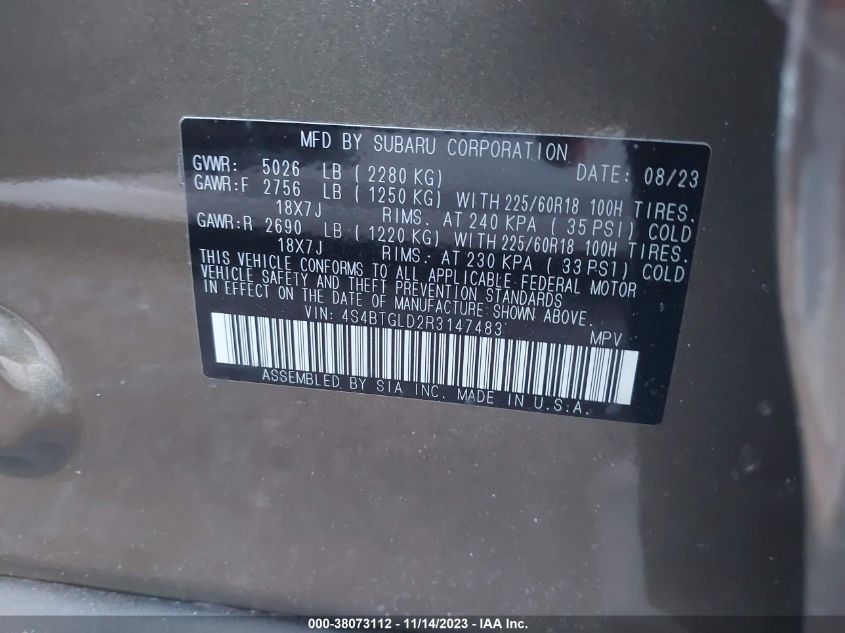 MFD BY SUBARU CORPORATION
GVWR: 5026 LB ( 2280 KG) DATE: 08/23
GAWR:F 2756 LB ( 1250 KG) WITH 225/60R18 100H TIRES.
18X7J RIMS. AT 240 KPA ( 35 PSI) COLD
GAWR:R 2690 LB ( 1220 KG) WITH 225/60R18 100H TIRES.
18X7J RIMS. AT 230 KPA ( 33 PSI) COLD
THIS VEHICLE CONFORMS TO ALL APPLICABLE FEDERAL MOTOR
VEHICLE SAFETY AND THEFT PREVENTION STANDARDS
IN EFFECT ON THE DATE OF MANUFACTURE SHOWN ABOVE.
VIN: 4S4BTGLD2R3147483 MPV
ASSEMBLED BY SIA INC. MADE IN U.S.A.
000-38073112 - 11/14/2023 - IAA Inc.